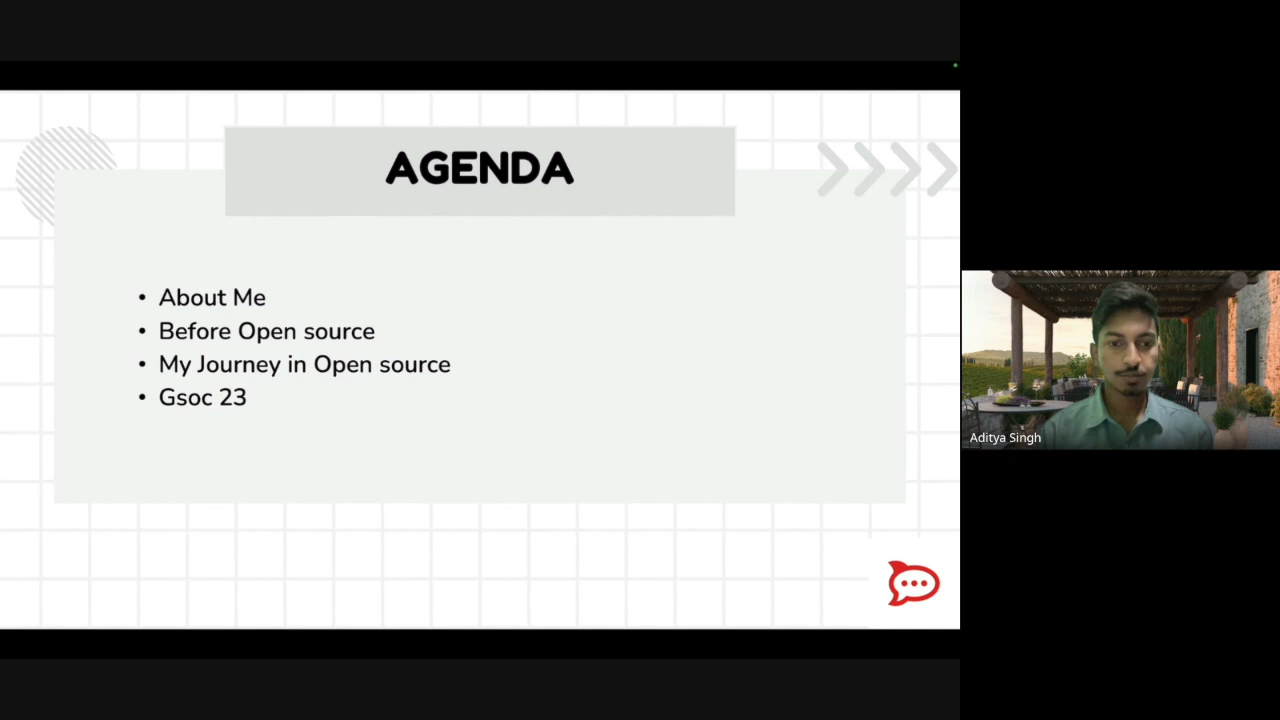 AGENDA
• About Me
• Before Open source
• My Journey in Open source
• Gsoc 23
Aditya Singh